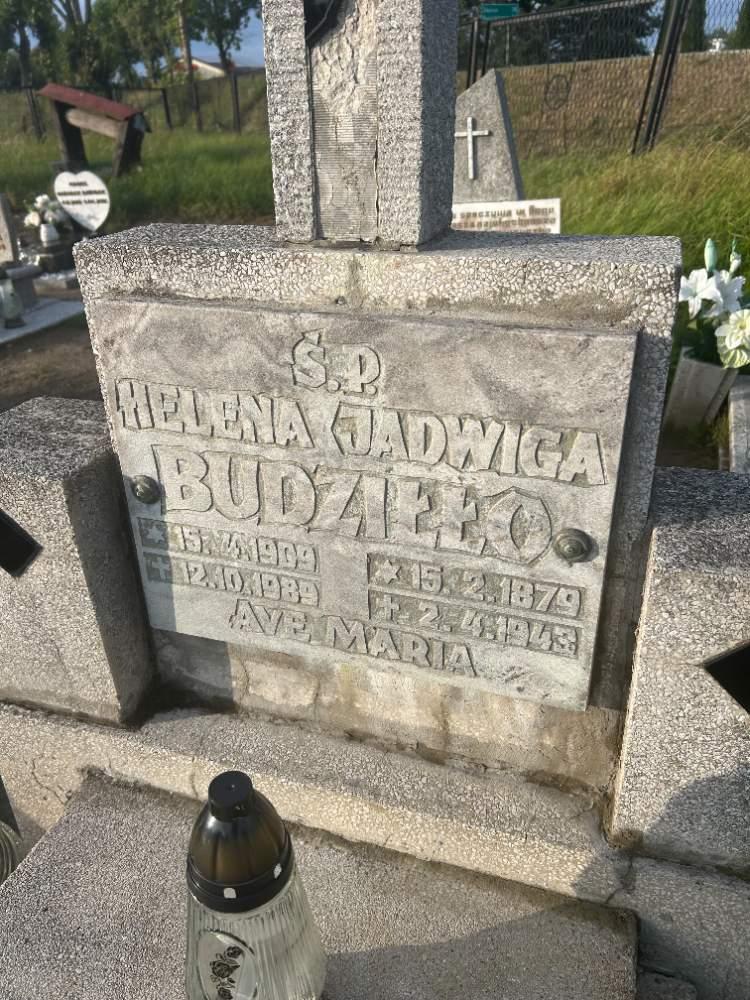 Ś.P.
HELENA JADWIGA
BUDZIŁŁO
* 15.4.1909 * 15.2.1879
+ 12.10.1989 + 2.4.1943
AVE MARIA